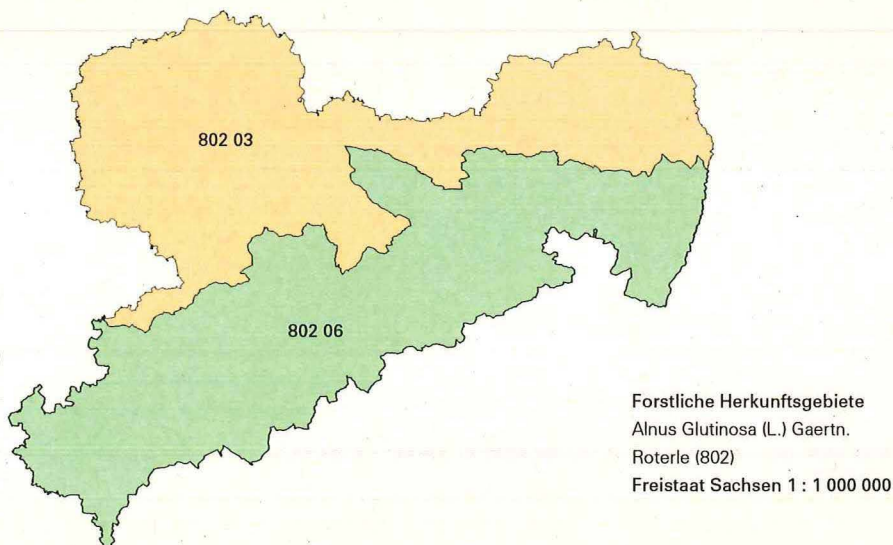 802 03
802 06
Forstliche Herkunftsgebiete
Alnus Glutinosa (L.) Gaertn.
Roterle (802)
Freistaat Sachsen 1 : 1 000 000